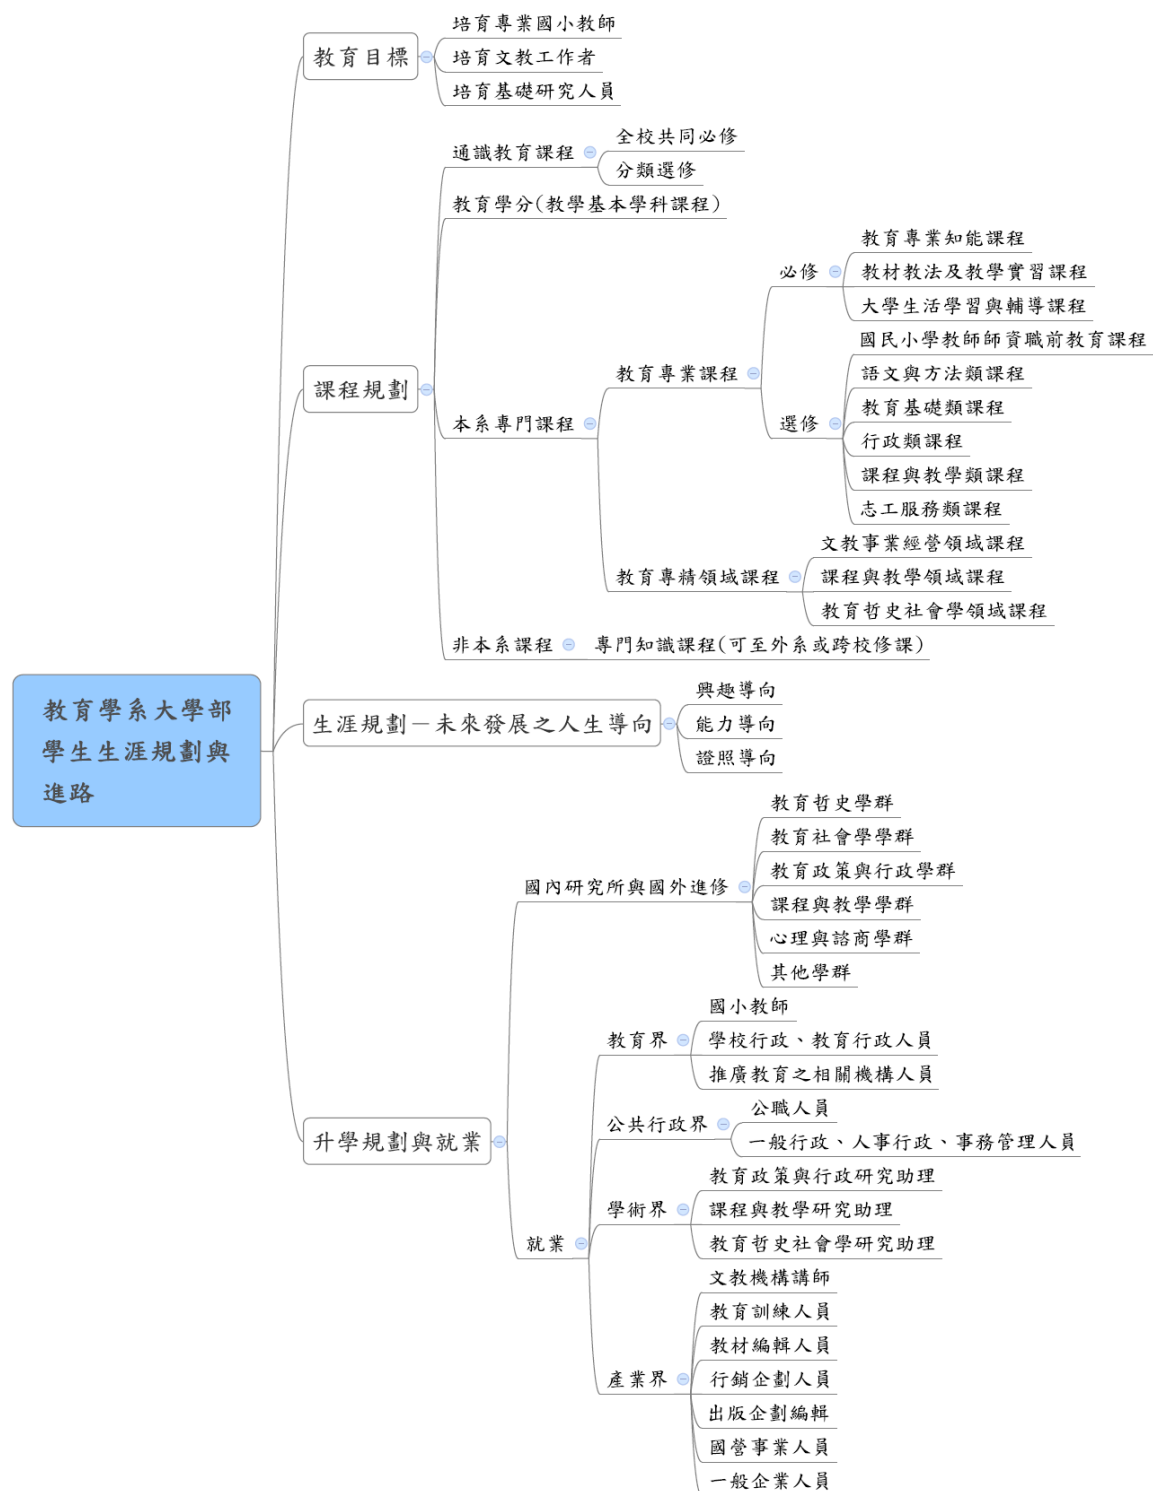 教育學系大學部
學生生涯規劃與
進路
教育目標
培育專業國小教師
培育文教工作者
培育基礎研究人員
課程規劃
通識教育課程
全校共同必修
分類選修
教育學分(教學基本學科課程)
本系專門課程
教育專業課程
必修
教育專業知能課程
教材教法及教學實習課程
大學生活學習與輔導課程
選修
國民小學教師師資職前教育課程
語文與方法類課程
教育基礎類課程
行政類課程
課程與教學類課程
志工服務類課程
教育專精領域課程
文教事業經營領域課程
課程與教學領域課程
教育哲史社會學領域課程
非本系課程
專門知識課程(可至外系或跨校修課)
生涯規劃－未來發展之人生導向
興趣導向
能力導向
證照導向
升學規劃與就業
國內研究所與國外進修
教育哲史學群
教育社會學學群
教育政策與行政學群
課程與教學學群
心理與諮商學群
其他學群
就業
教育界
國小教師
學校行政、教育行政人員
推廣教育之相關機構人員
公共行政界
公職人員
一般行政、人事行政、事務管理人員
學術界
教育政策與行政研究助理
課程與教學研究助理
教育哲史社會學研究助理
產業界
文教機構講師
教育訓練人員
教材編輯人員
行銷企劃人員
出版企劃編輯
國營事業人員
一般企業人員